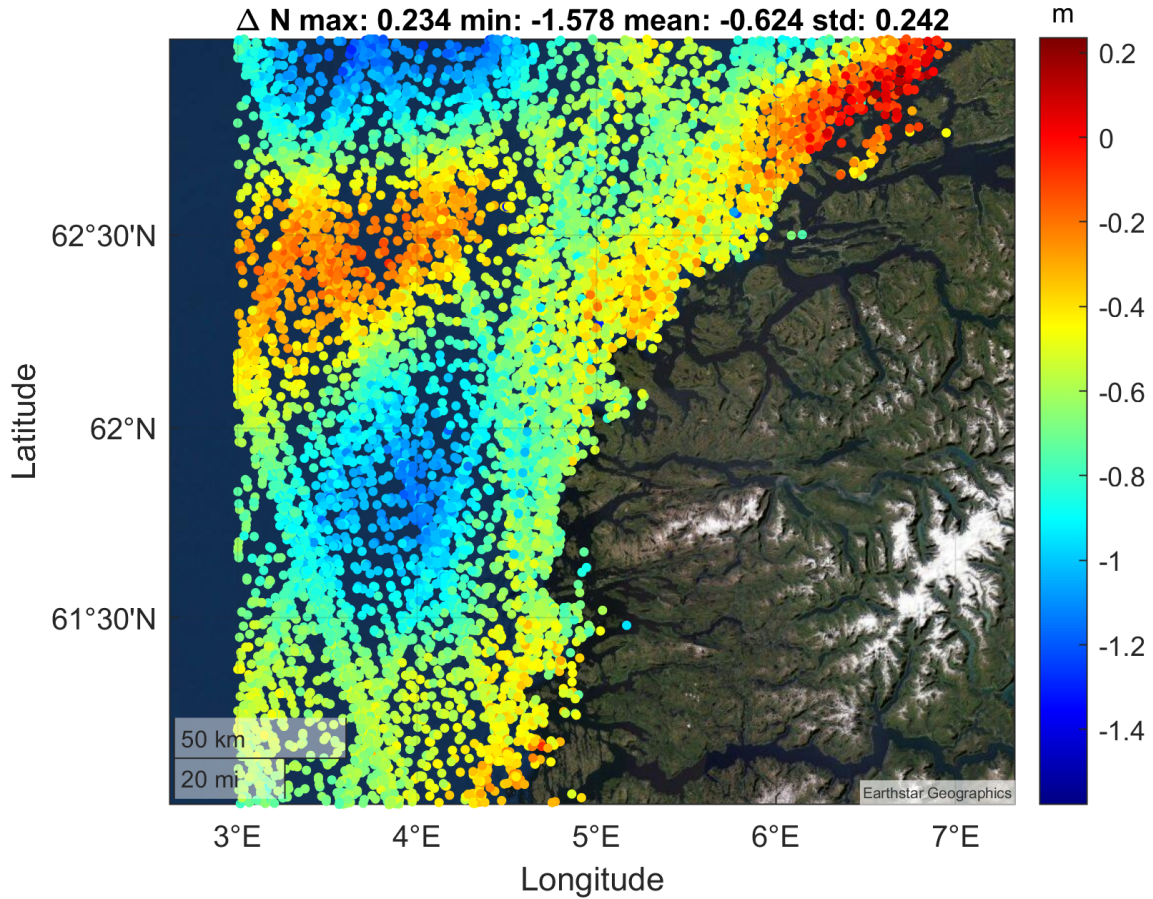 Δ N max: 0.234 min: -1.578 mean: -0.624 std: 0.242
m
0.2
0
-0.2
-0.4
-0.6
-0.8
-1
-1.2
-1.4
62°30'N
62°N
61°30'N
Latitude
50 km
20 mi
Earthstar Geographics
3°E 4°E 5°E 6°E 7°E
Longitude